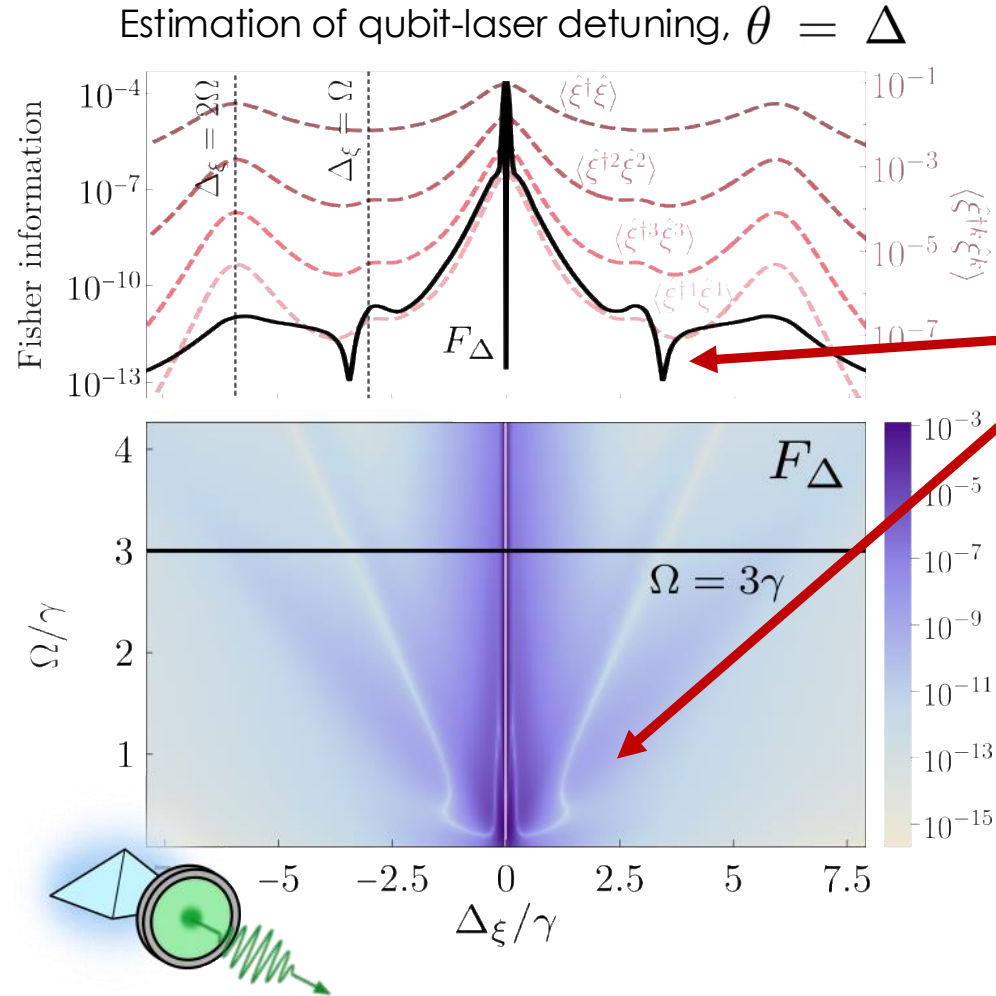 Estimation of qubit-laser detuning, θ = Δ
Fisher information
10⁻⁴
10⁻⁷
10⁻¹⁰
10⁻¹³
Δ_ξ = 2Ω
Δ_ξ = Ω
⟨ξ̂†ξ̂⟩
⟨ξ̂†²ξ̂²⟩
⟨ξ̂†³ξ̂³⟩
⟨ξ̂†⁴ξ̂⁴⟩
F_Δ
10⁻¹
10⁻³
10⁻⁵
10⁻⁷
⟨ξ̂†ᵏξ̂ᵏ⟩
Ω/γ
4
3
2
1
F_Δ
Ω = 3γ
10⁻³
10⁻⁵
10⁻⁷
10⁻⁹
10⁻¹¹
10⁻¹³
10⁻¹⁵
−5 −2.5 0 2.5 5 7.5
Δ_ξ/γ